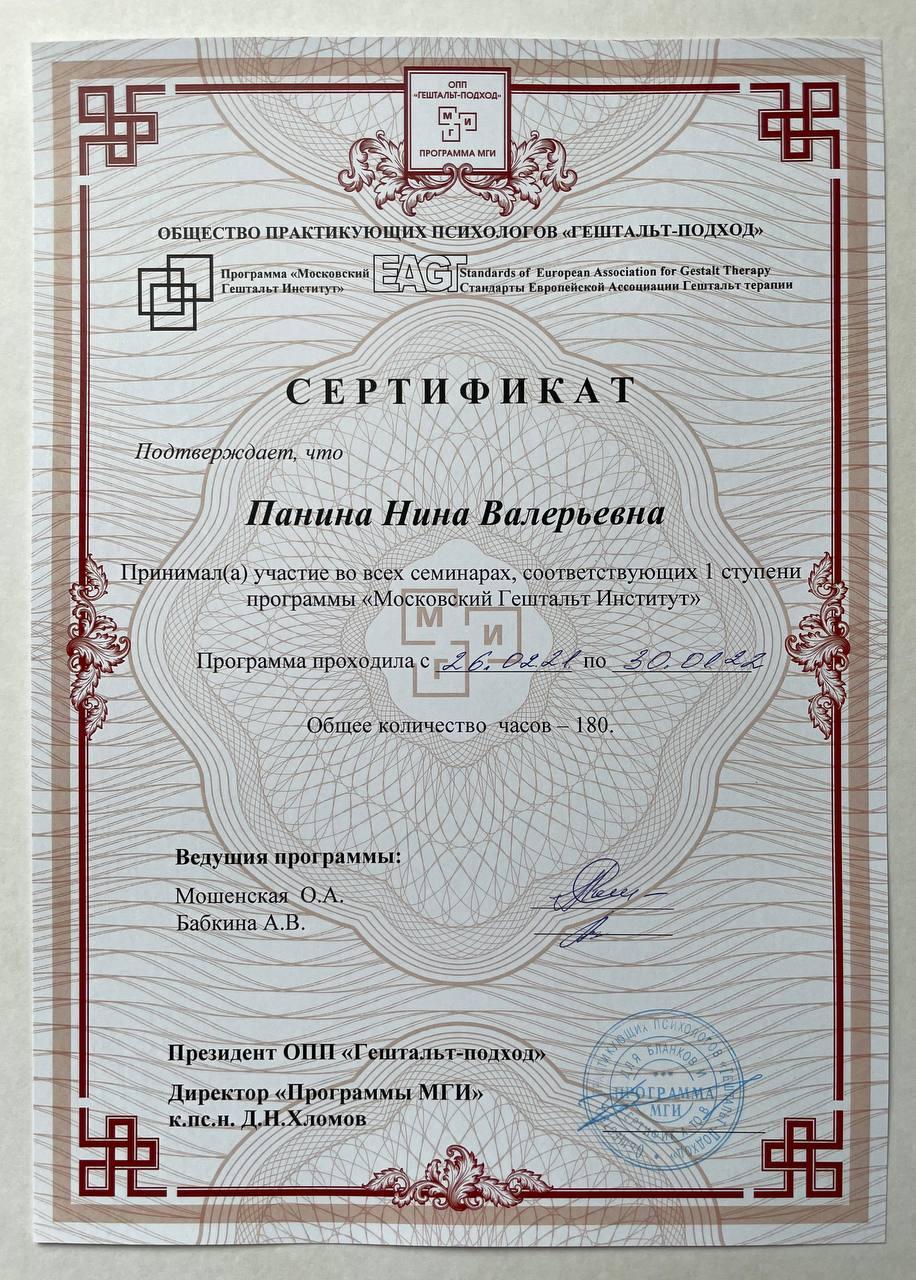 ОПП
«ГЕШТАЛЬТ-ПОДХОД»
М И
Г
ПРОГРАММА МГИ
ОБЩЕСТВО ПРАКТИКУЮЩИХ ПСИХОЛОГОВ «ГЕШТАЛЬТ-ПОДХОД»
Программа «Московский
Гештальт Институт»
EAGT
Standards of European Association for Gestalt Therapy
Стандарты Европейской Ассоциации Гештальт терапии
СЕРТИФИКАТ
Подтверждает, что
Панина Нина Валерьевна
Принимал(а) участие во всех семинарах, соответствующих 1 ступени
программы «Московский Гештальт Институт»
М И
Г
Программа проходила с 26.02.21 по 30.01.22
Общее количество часов – 180.
Ведущия программы:
Мошенская О.А.
Бабкина А.В.
Президент ОПП «Гештальт-подход»
Директор «Программы МГИ»
к.пс.н. Д.Н.Хломов
ПРОГРАММА
МГИ